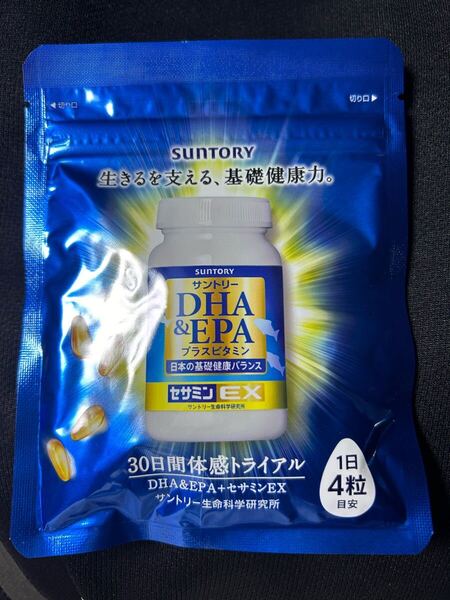 ◀切り口
切り口▶
SUNTORY
生きるを支える、基礎健康力。
SUNTORY
サントリー
DHA
&EPA
プラスビタミン
日本の基礎健康バランス
セサミンEX
サントリー生命科学研究所
30日間体感トライアル
DHA&EPA+セサミンEX
サントリー生命科学研究所
1日
4粒
目安